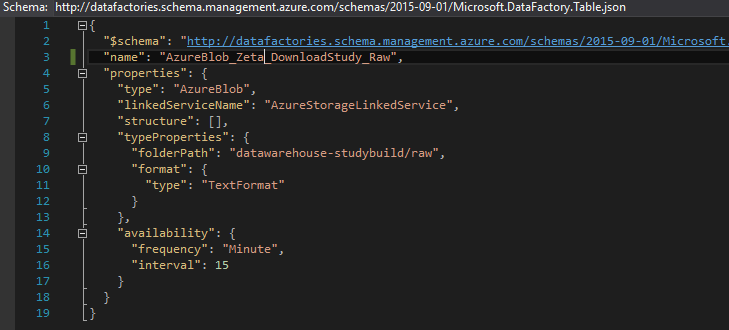 Schema: http://datafactories.schema.management.azure.com/schemas/2015-09-01/Microsoft.DataFactory.Table.json
1 {
2 "$schema": "http://datafactories.schema.management.azure.com/schemas/2015-09-01/Microsoft.
3 "name": "AzureBlob_Zeta_DownloadStudy_Raw",
4 "properties": {
5 "type": "AzureBlob",
6 "linkedServiceName": "AzureStorageLinkedService",
7 "structure": [],
8 "typeProperties": {
9 "folderPath": "datawarehouse-studybuild/raw",
10 "format": {
11 "type": "TextFormat"
12 }
13 },
14 "availability": {
15 "frequency": "Minute",
16 "interval": 15
17 }
18 }
19 }